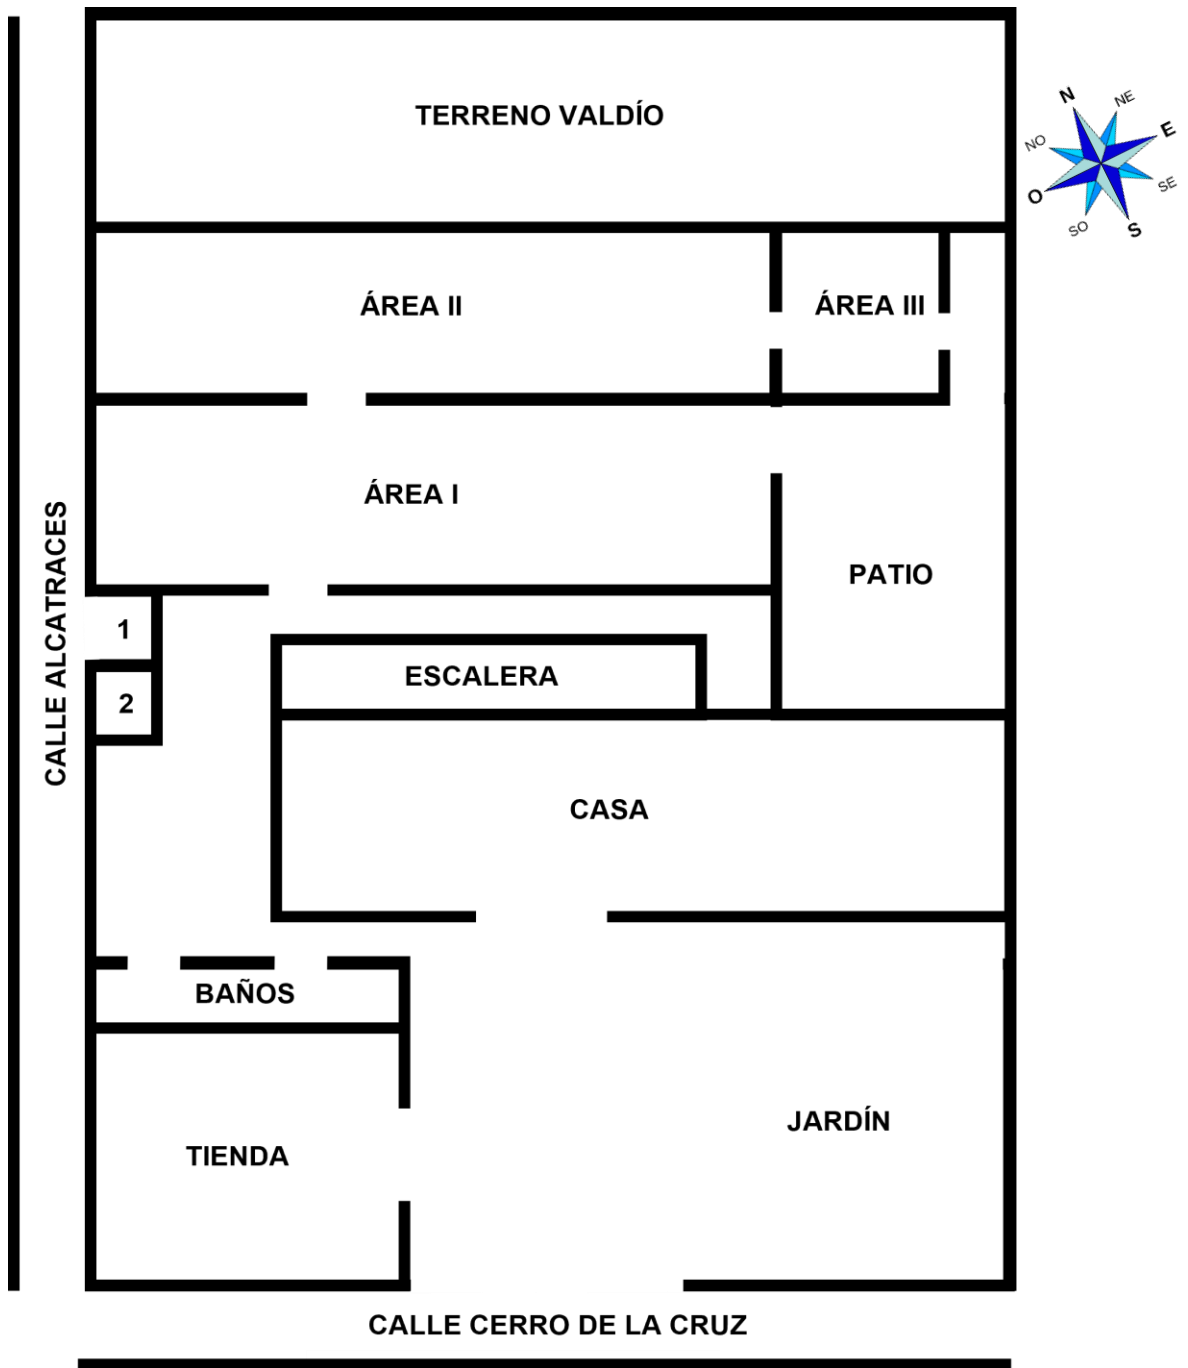 TERRENO VALDÍO
N
NE
E
NO
SE
O
SO
S
ÁREA II
ÁREA III
ÁREA I
CALLE ALCATRACES
PATIO
1
ESCALERA
2
CASA
BAÑOS
JARDÍN
TIENDA
CALLE CERRO DE LA CRUZ